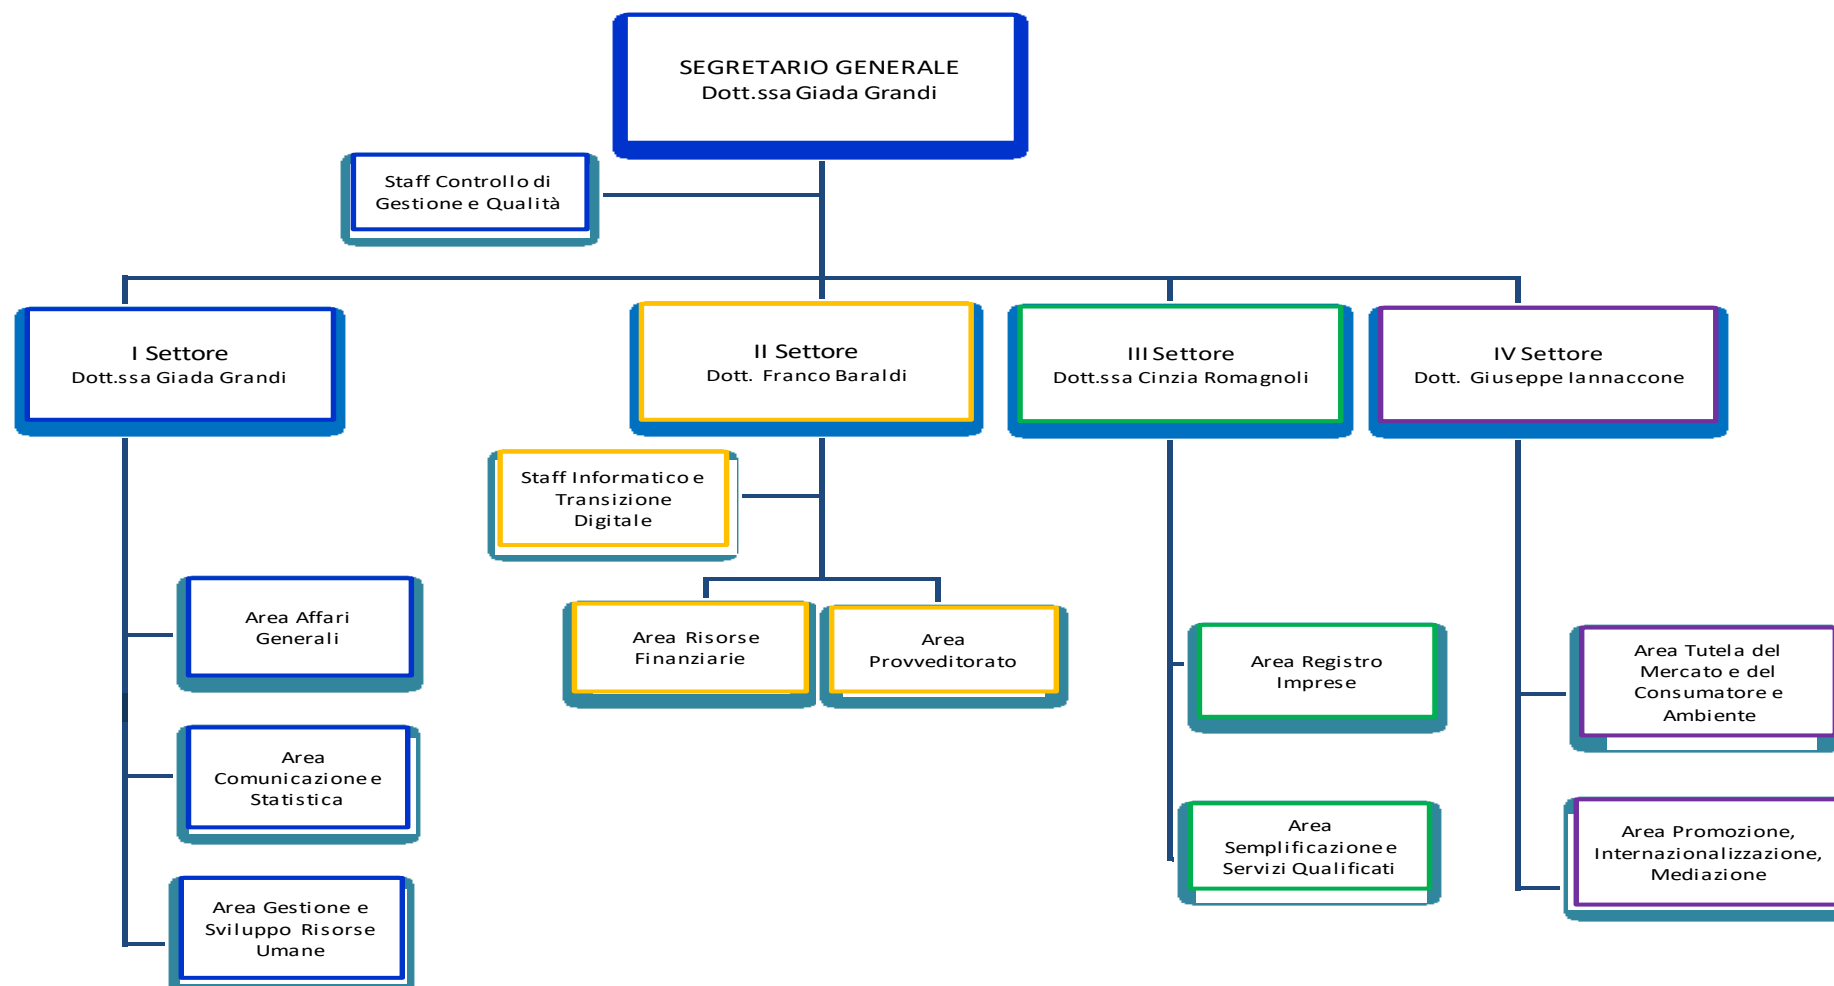 SEGRETARIO GENERALE
Dott.ssa Giada Grandi
Staff Controllo di
Gestione e Qualità
I Settore
Dott.ssa Giada Grandi
II Settore
Dott. Franco Baraldi
III Settore
Dott.ssa Cinzia Romagnoli
IV Settore
Dott. Giuseppe Iannaccone
Staff Informatico e
Transizione
Digitale
Area Affari
Generali
Area
Comunicazione e
Statistica
Area Gestione e
Sviluppo Risorse
Umane
Area Risorse
Finanziarie
Area
Provveditorato
Area Registro
Imprese
Area
Semplificazione e
Servizi Qualificati
Area Tutela del
Mercato e del
Consumatore e
Ambiente
Area Promozione,
Internazionalizzazione,
Mediazione